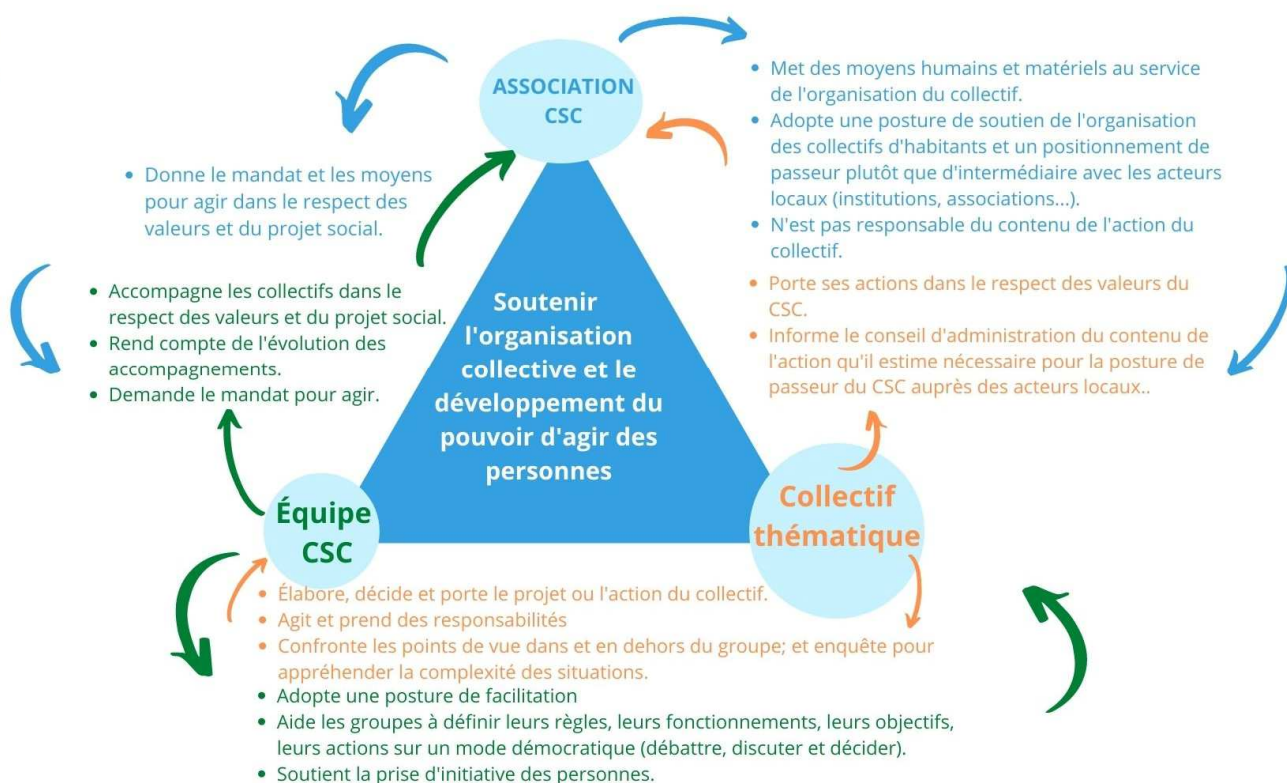 ASSOCIATION
CSC
• Met des moyens humains et matériels au service
de l'organisation du collectif.
• Adopte une posture de soutien de l'organisation
des collectifs d'habitants et un positionnement de
passeur plutôt que d'intermédiaire avec les acteurs
locaux (institutions, associations...).
• N'est pas responsable du contenu de l'action du
collectif.
• Donne le mandat et les moyens
pour agir dans le respect des
valeurs et du projet social.
• Accompagne les collectifs dans le
respect des valeurs et du projet social.
• Rend compte de l'évolution des
accompagnements.
• Demande le mandat pour agir.
Soutenir
l'organisation
collective et le
développement du
pouvoir d'agir des
personnes
• Porte ses actions dans le respect des valeurs du
CSC.
• Informe le conseil d'administration du contenu de
l'action qu'il estime nécessaire pour la posture de
passeur du CSC auprès des acteurs locaux..
Équipe
CSC
Collectif
thématique
• Élabore, décide et porte le projet ou l'action du collectif.
• Agit et prend des responsabilités
• Confronte les points de vue dans et en dehors du groupe; et enquête pour
appréhender la complexité des situations.
• Adopte une posture de facilitation
• Aide les groupes à définir leurs règles, leurs fonctionnements, leurs objectifs,
leurs actions sur un mode démocratique (débattre, discuter et décider).
• Soutient la prise d'initiative des personnes.